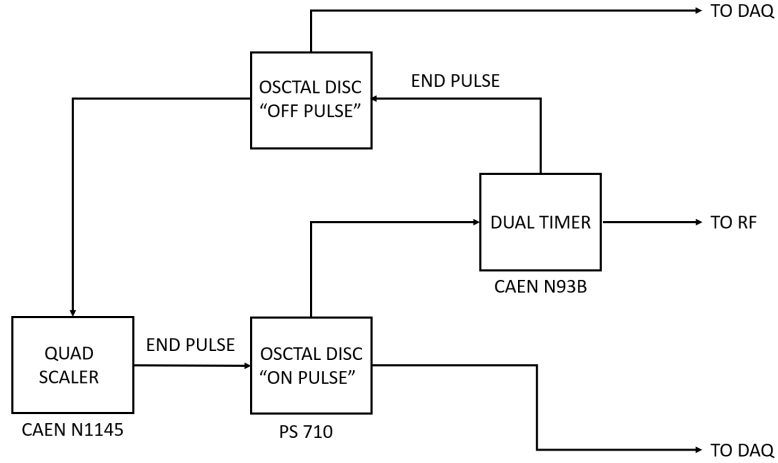 TO DAQ
OSCTAL DISC
“OFF PULSE”
END PULSE
DUAL TIMER
TO RF
CAEN N93B
QUAD
SCALER
END PULSE
OSCTAL DISC
“ON PULSE”
CAEN N1145
PS 710
TO DAQ